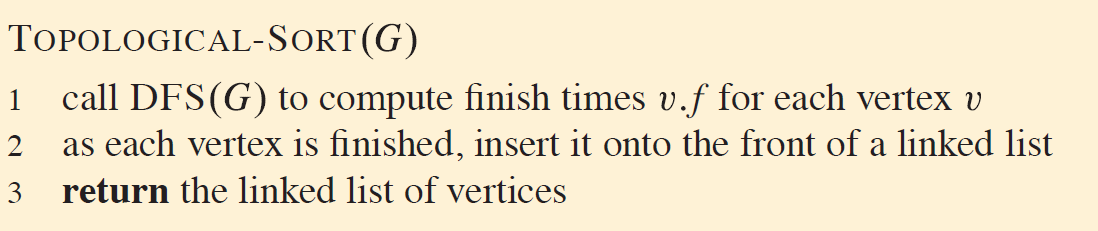 TOPOLOGICAL-SORT(G)
1 call DFS(G) to compute finish times v.f for each vertex v
2 as each vertex is finished, insert it onto the front of a linked list
3 return the linked list of vertices